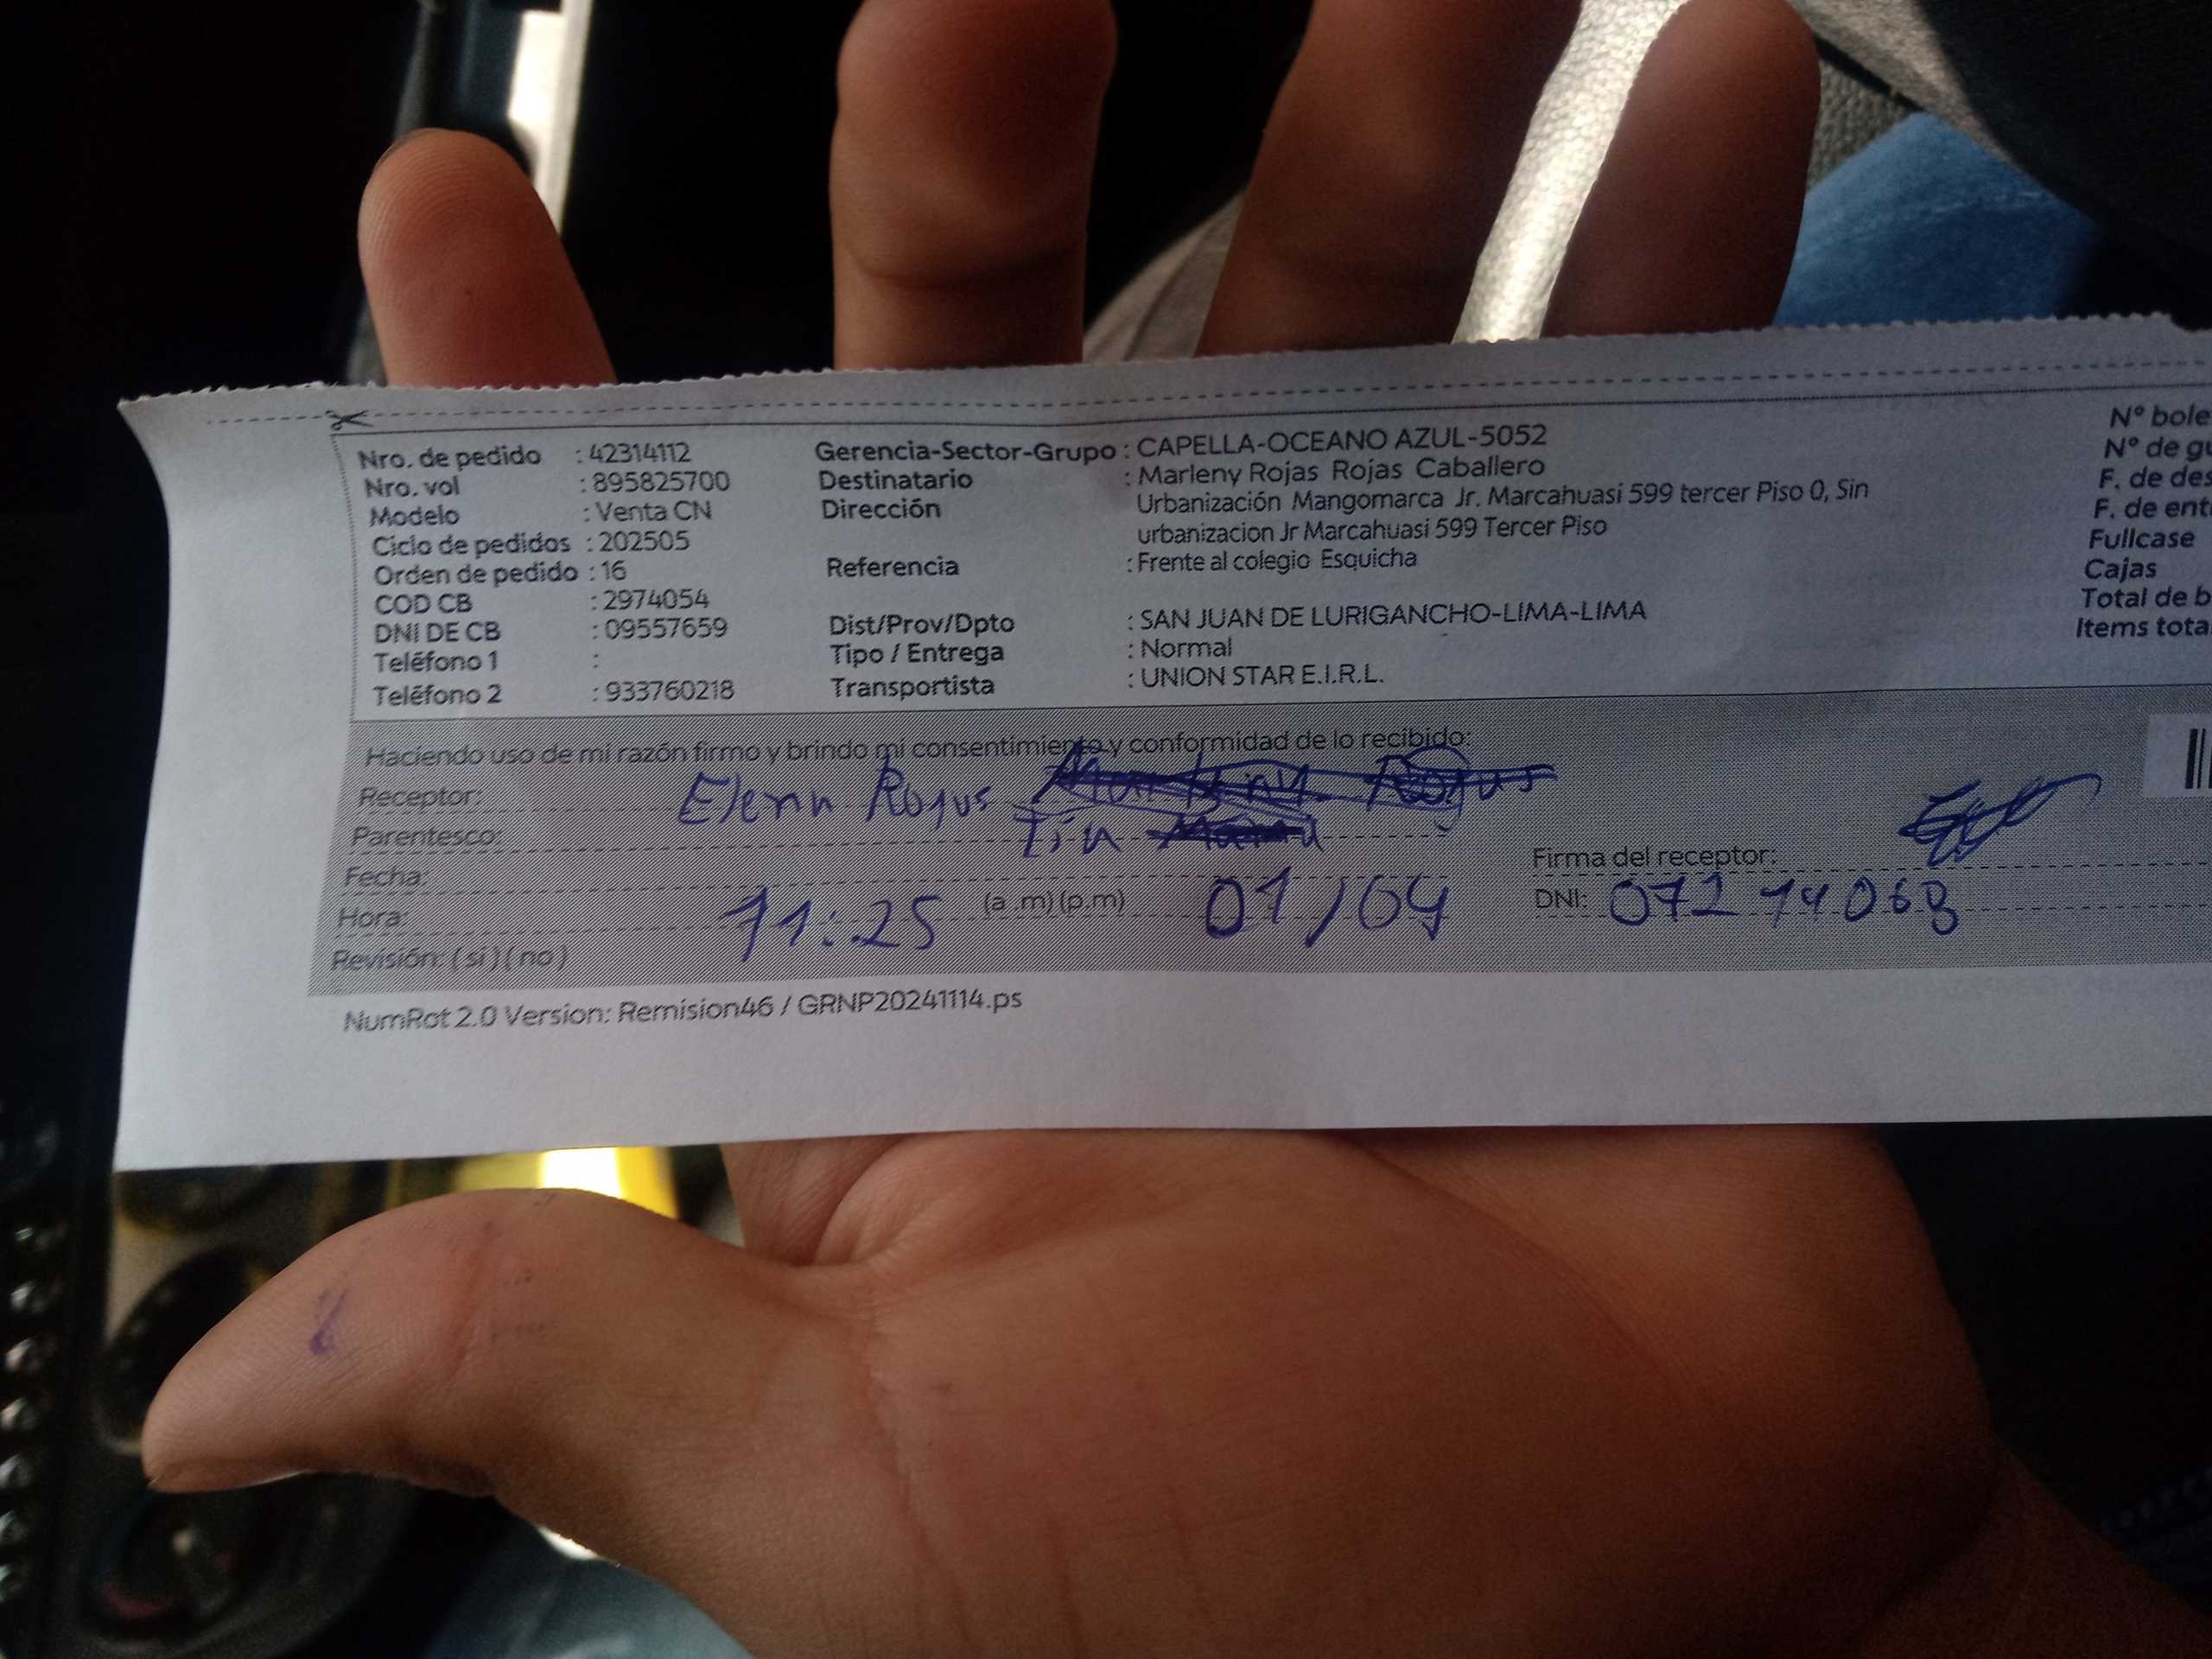 Nro. de pedido : 42314112
Nro. vol : 895825700
Modelo : Venta CN
Ciclo de pedidos : 202505
Orden de pedido : 16
COD CB : 2974054
DNI DE CB : 09557659
Teléfono 1 :
Teléfono 2 : 933760218
Gerencia-Sector-Grupo : CAPELLA-OCEANO AZUL-5052
Destinatario : Marleny Rojas Rojas Caballero
Dirección Urbanización Mangomarca Jr. Marcahuasi 599 tercer Piso 0, Sin
urbanizacion Jr Marcahuasi 599 Tercer Piso
Referencia : Frente al colegio Esquicha
Dist/Prov/Dpto : SAN JUAN DE LURIGANCHO-LIMA-LIMA
Tipo / Entrega : Normal
Transportista : UNION STAR E.I.R.L.
N° bole
N° de gu
F. de des
F. de ent
Fullcase
Cajas
Total de b
Items tota
Haciendo uso de mi razón firmo y brindo mi consentimiento y conformidad de lo recibido:
Receptor: Elena Rojas
Parentesco: Tia
Fecha:
Hora: 11:25 (a.m) (p.m) 01/04
Revisión: (si) (no)
Firma del receptor:
DNI: 07274068
NumRot 2.0 Version: Remision46 / GRNP20241114.ps